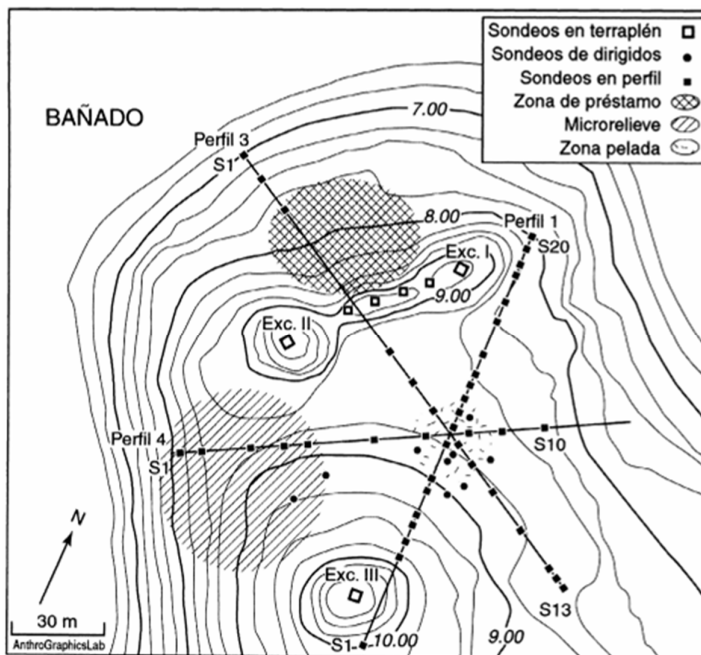 Sondeos en terraplén
Sondeos de dirigidos
Sondeos en perfil
Zona de préstamo
Microrelieve
Zona pelada
BAÑADO
7.00
Perfil 3
S1
8.00
Perfil 1
S20
Exc. I
9.00
Exc. II
Perfil 4
S1
S10
N
Exc. III
S13
30 m
S1
10.00
9.00
AnthroGraphicsLab